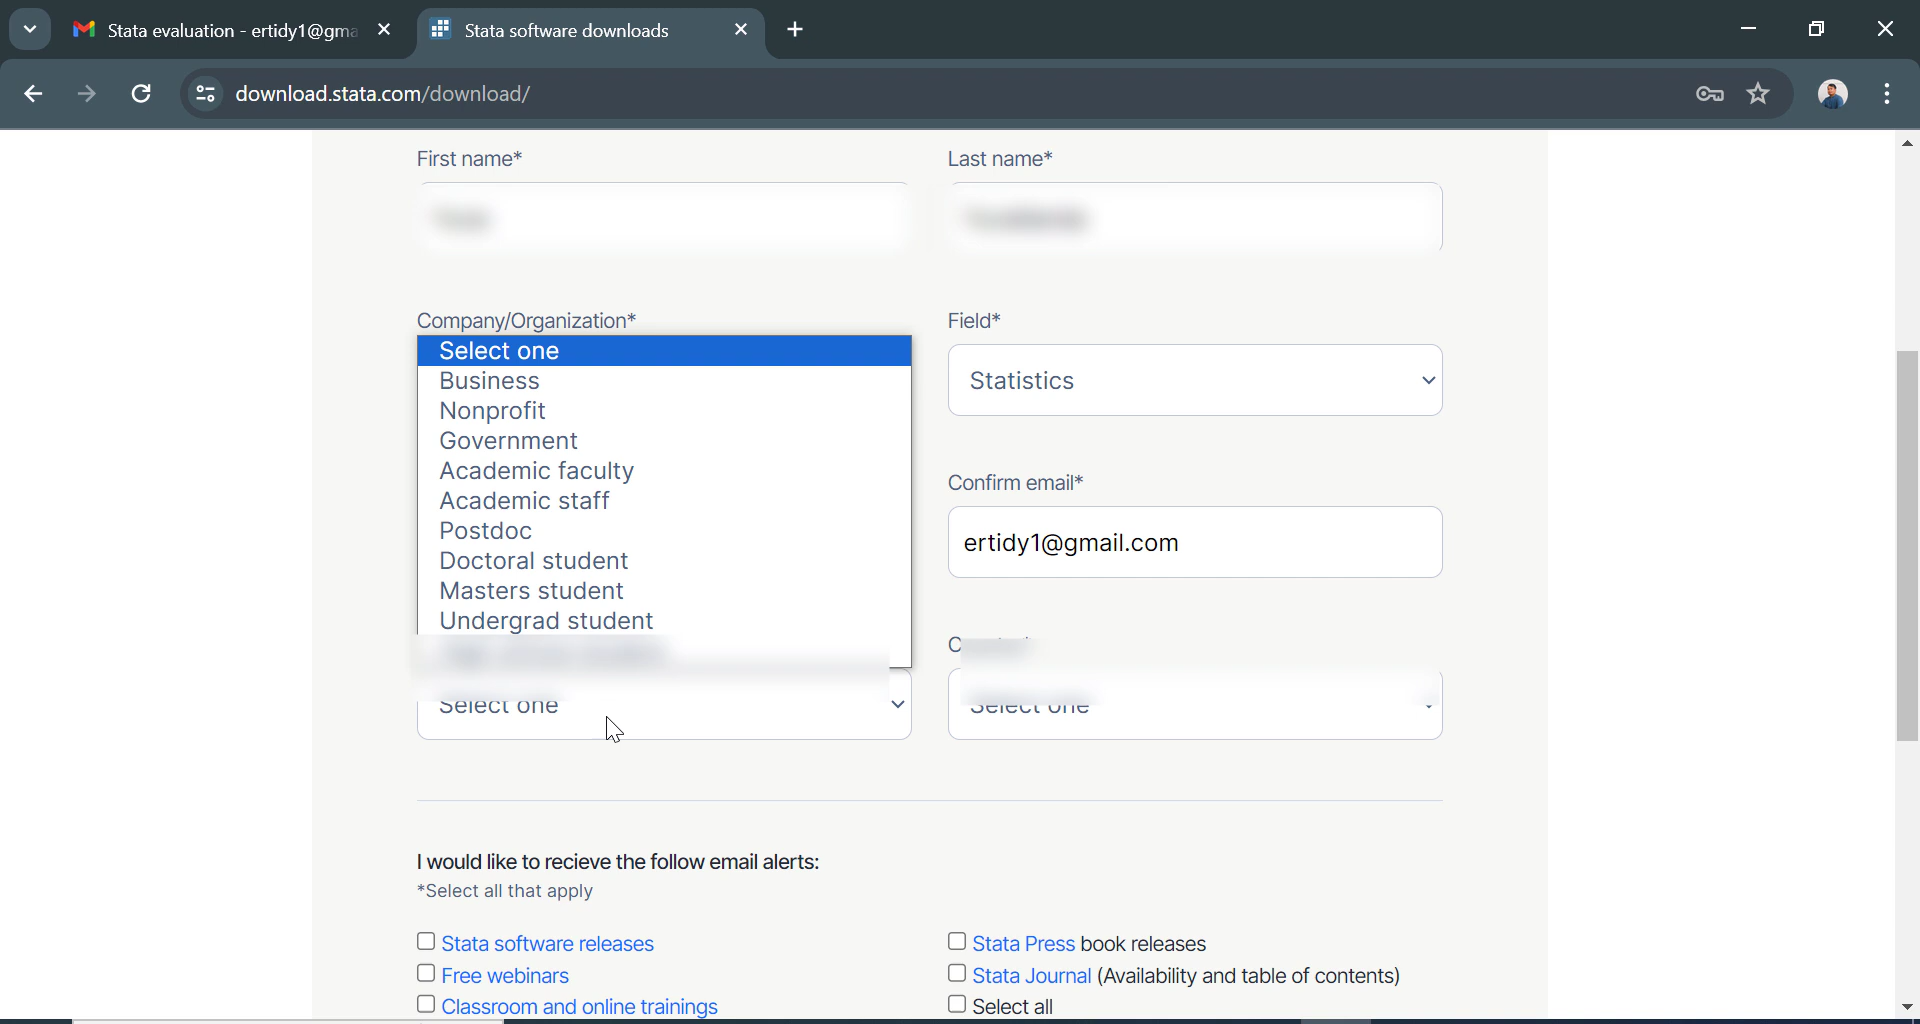 Stata evaluation - ertidy1@gma
Stata software downloads
download.stata.com/download/
First name*
Last name*
Company/Organization*
Field*
Select one
Business
Nonprofit
Government
Academic faculty
Academic staff
Postdoc
Doctoral student
Masters student
Undergrad student
Statistics
Confirm email*
ertidy1@gmail.com
Select one
Select one
I would like to recieve the follow email alerts:
*Select all that apply
Stata software releases
Free webinars
Classroom and online trainings
Stata Press book releases
Stata Journal (Availability and table of contents)
Select all